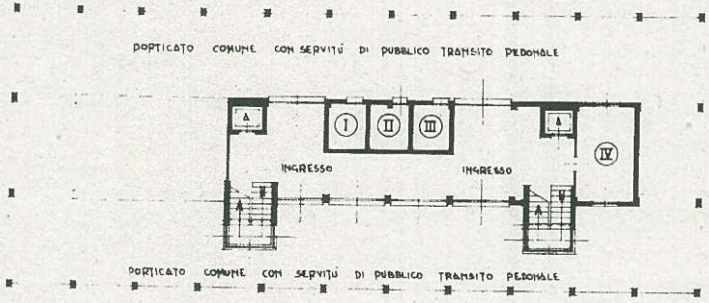 PORTICATO COMUNE CON SERVITÙ DI PUBBLICO TRANSITO PEDONALE
A
I
II
III
A
IV
INGRESSO
INGRESSO
A
A
PORTICATO COMUNE CON SERVITÙ DI PUBBLICO TRANSITO PEDONALE